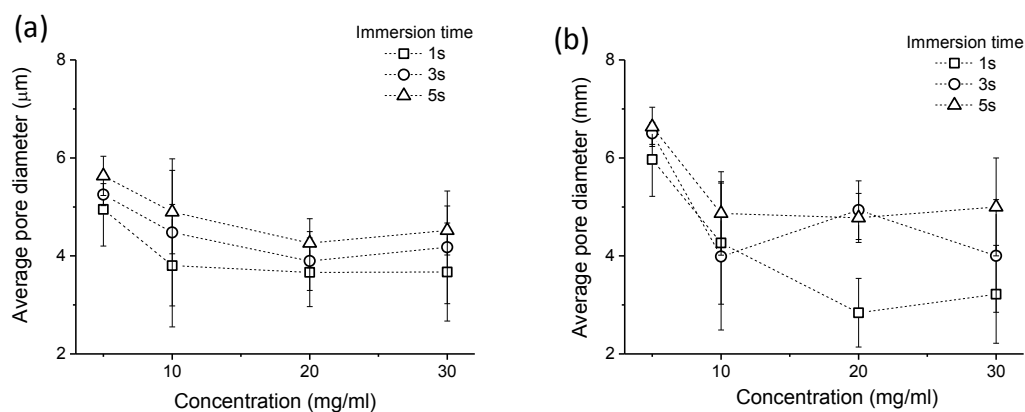 (a)
Immersion time
1s
3s
5s
8
6
4
2
Average pore diameter (μm)
10
20
30
Concentration (mg/ml)
(b)
Immersion time
1s
3s
5s
8
6
4
2
Average pore diameter (mm)
10
20
30
Concentration (mg/ml)